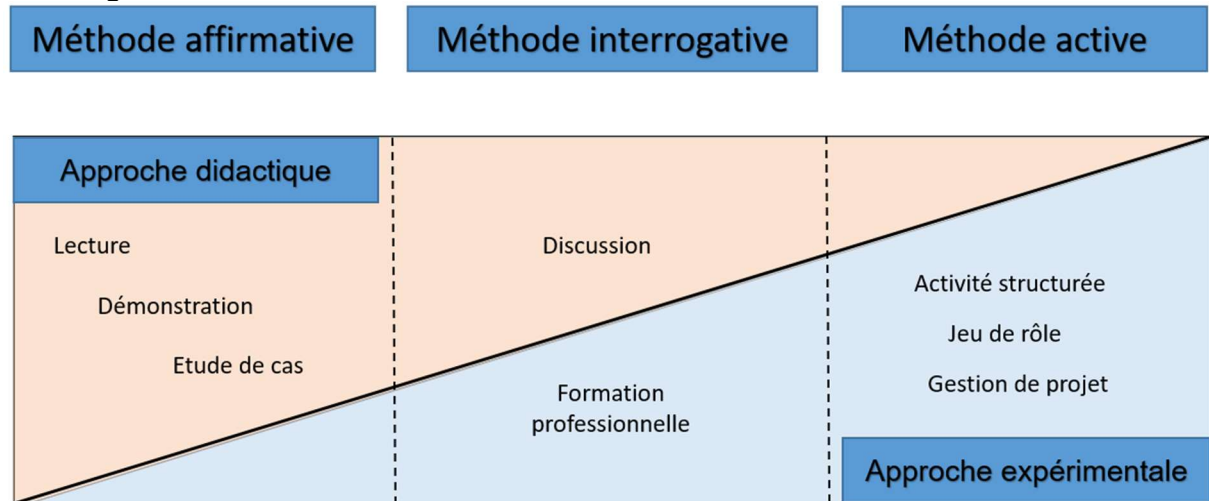 Méthode affirmative
Méthode interrogative
Méthode active
Approche didactique
Lecture
Démonstration
Etude de cas
Discussion
Formation
professionnelle
Activité structurée
Jeu de rôle
Gestion de projet
Approche expérimentale